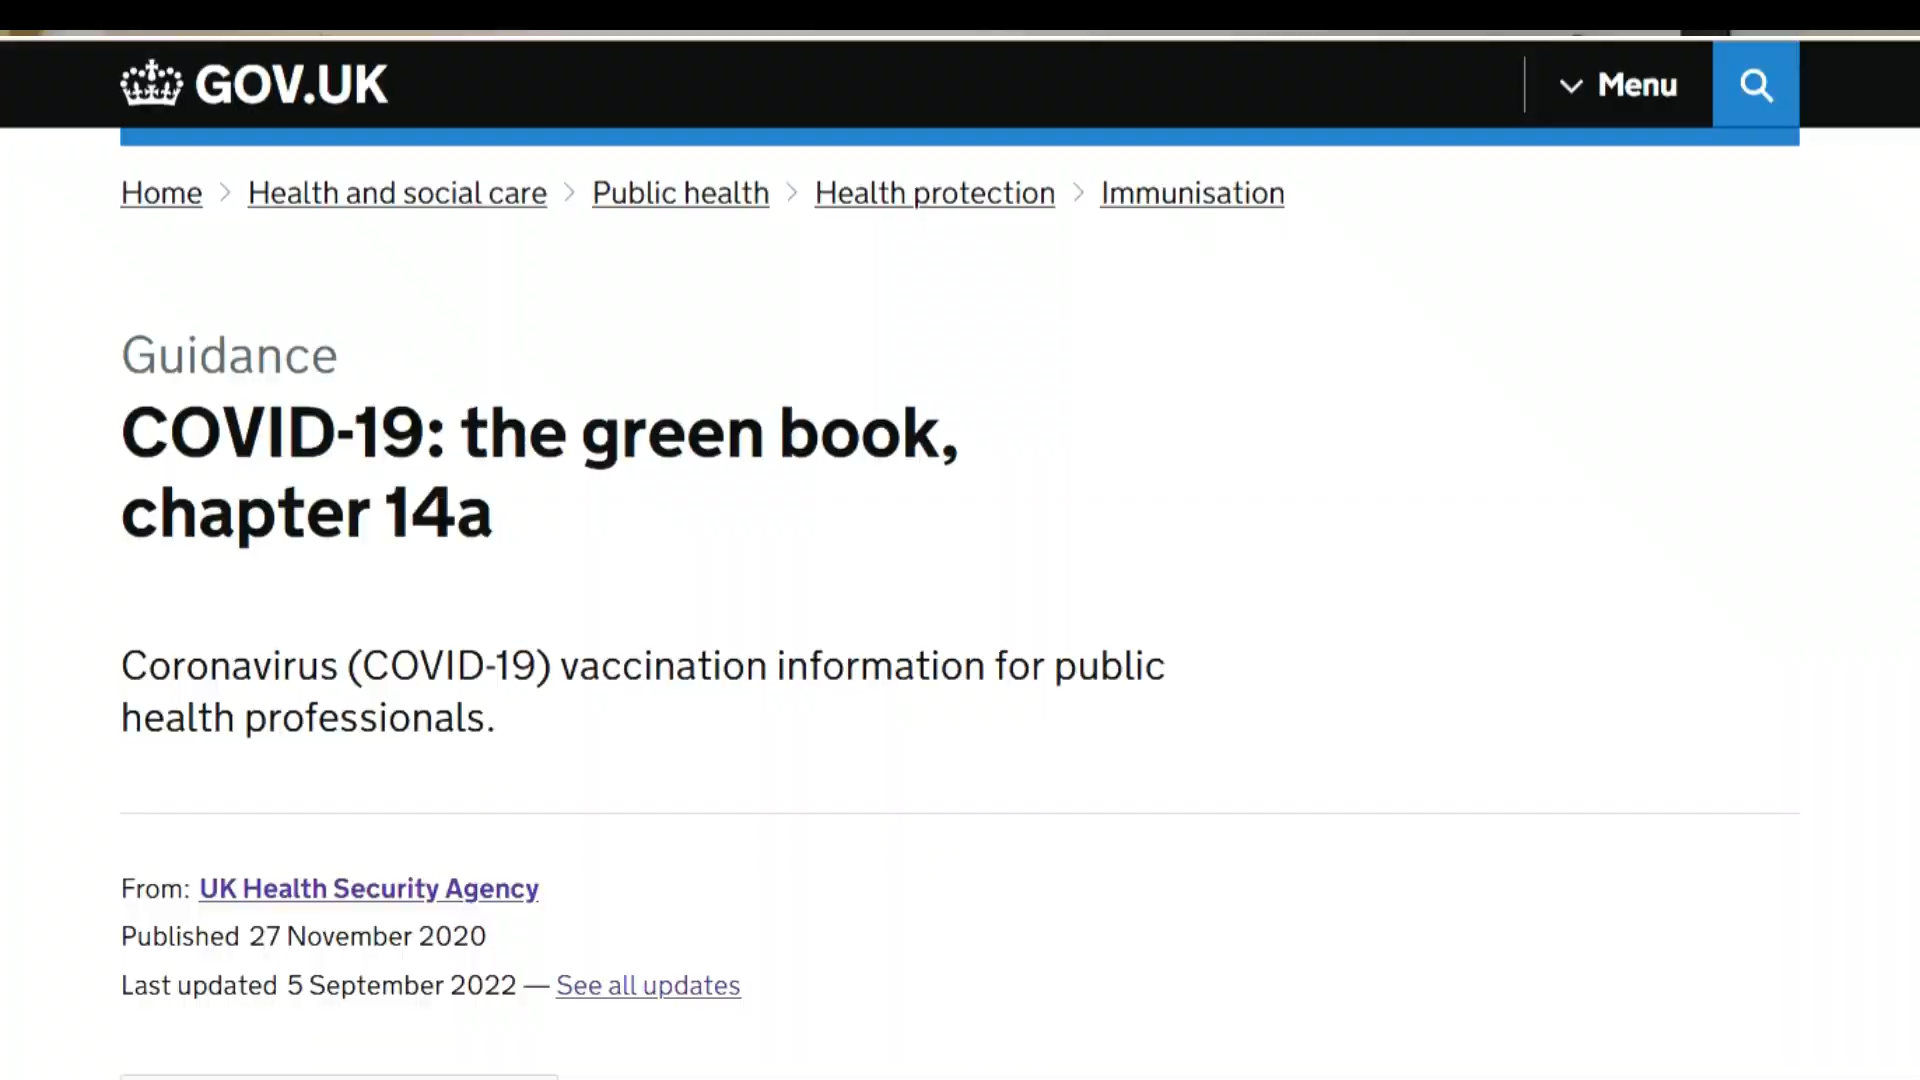 GOV.UK
Menu
Home > Health and social care > Public health > Health protection > Immunisation
Guidance
COVID-19: the green book,
chapter 14a
Coronavirus (COVID-19) vaccination information for public
health professionals.
From: UK Health Security Agency
Published 27 November 2020
Last updated 5 September 2022 — See all updates